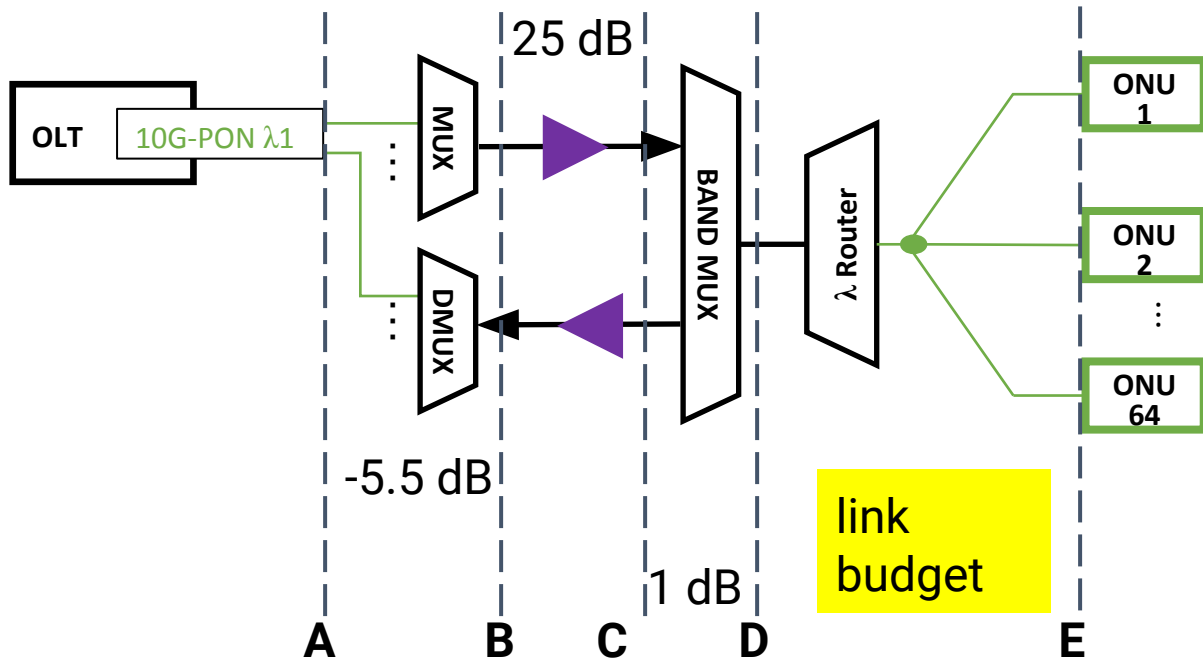 25 dB
OLT
10G-PON λ1
MUX
...
DMUX
...
BAND MUX
λ Router
ONU
1
ONU
2
...
ONU
64
-5.5 dB
link
budget
1 dB
A
B
C
D
E